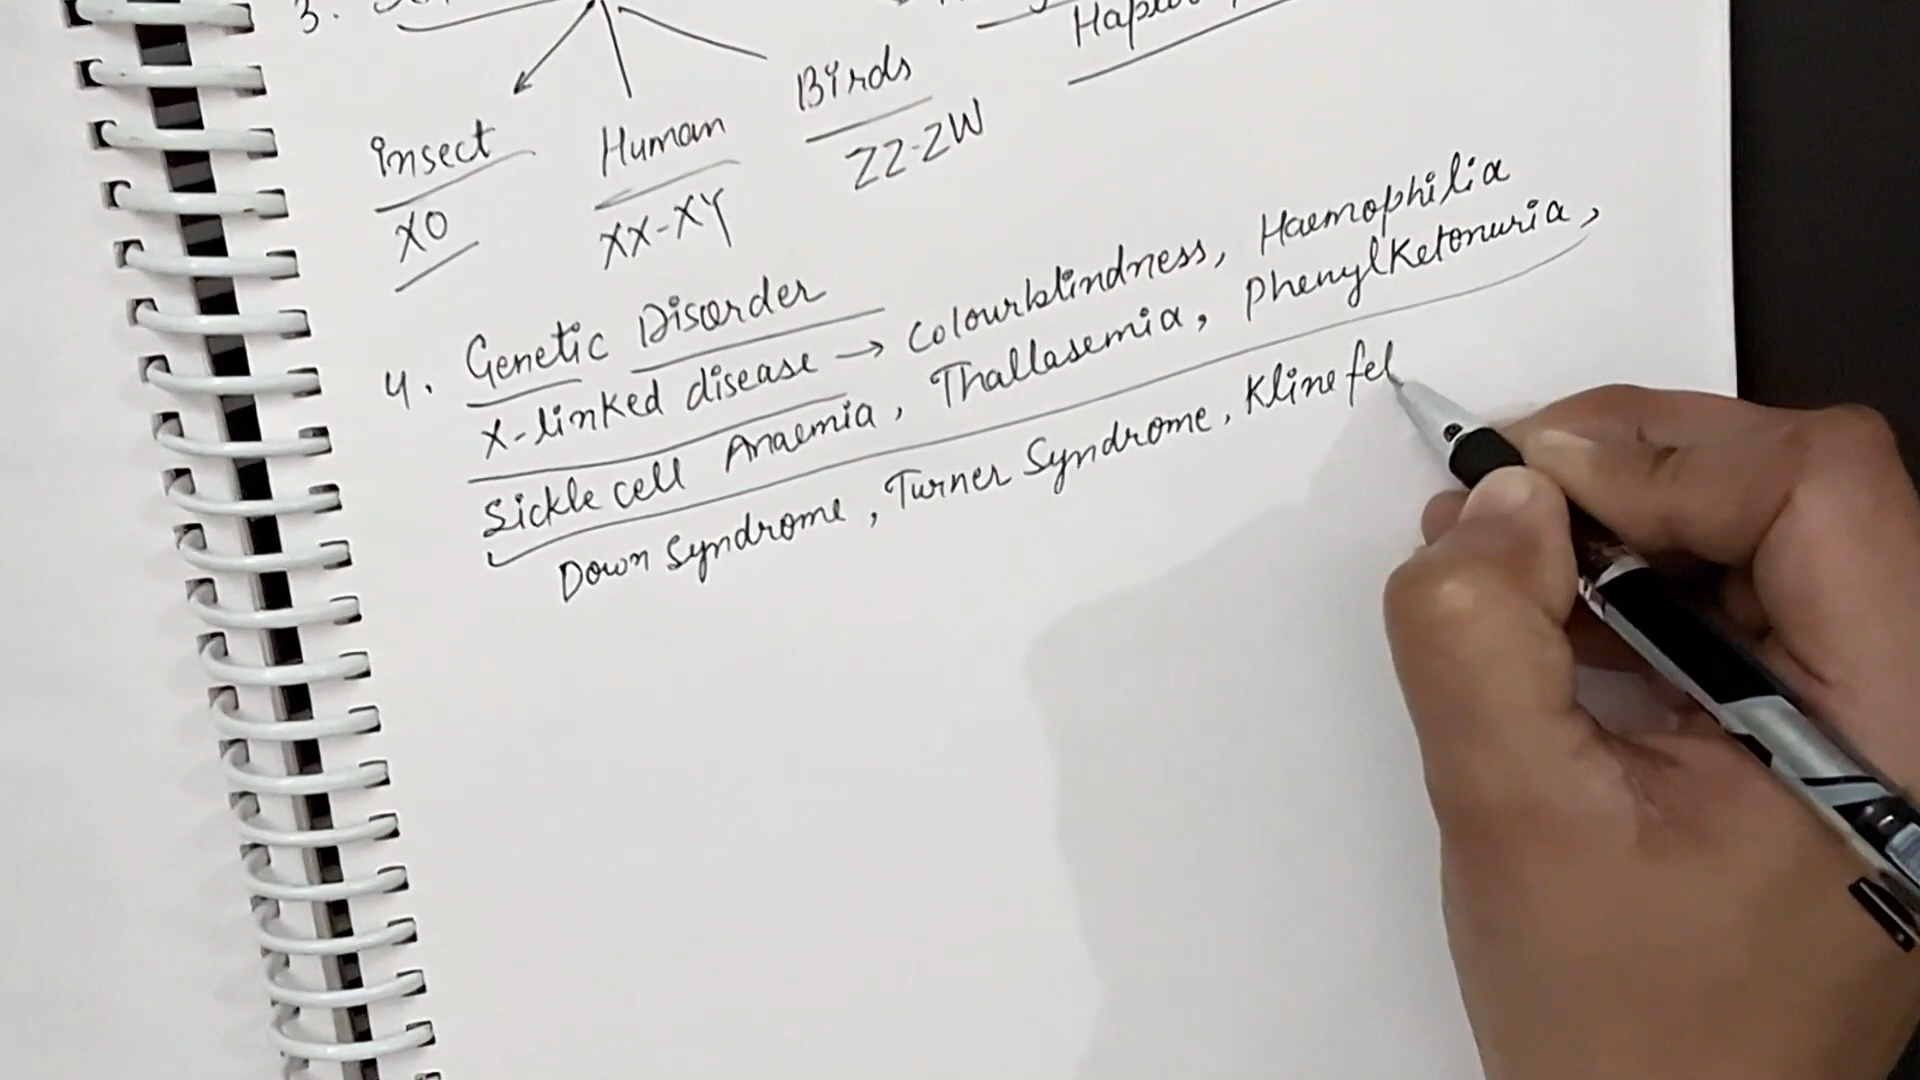 3.
Insect Human Birds
XO XX-XY ZZ-ZW
4. Genetic Disorder
X-linked disease → Colourblindness, Haemophilia
Sickle cell Anaemia, Thallasemia, Phenylketonuria,
Down Syndrome, Turner Syndrome, Klinefel